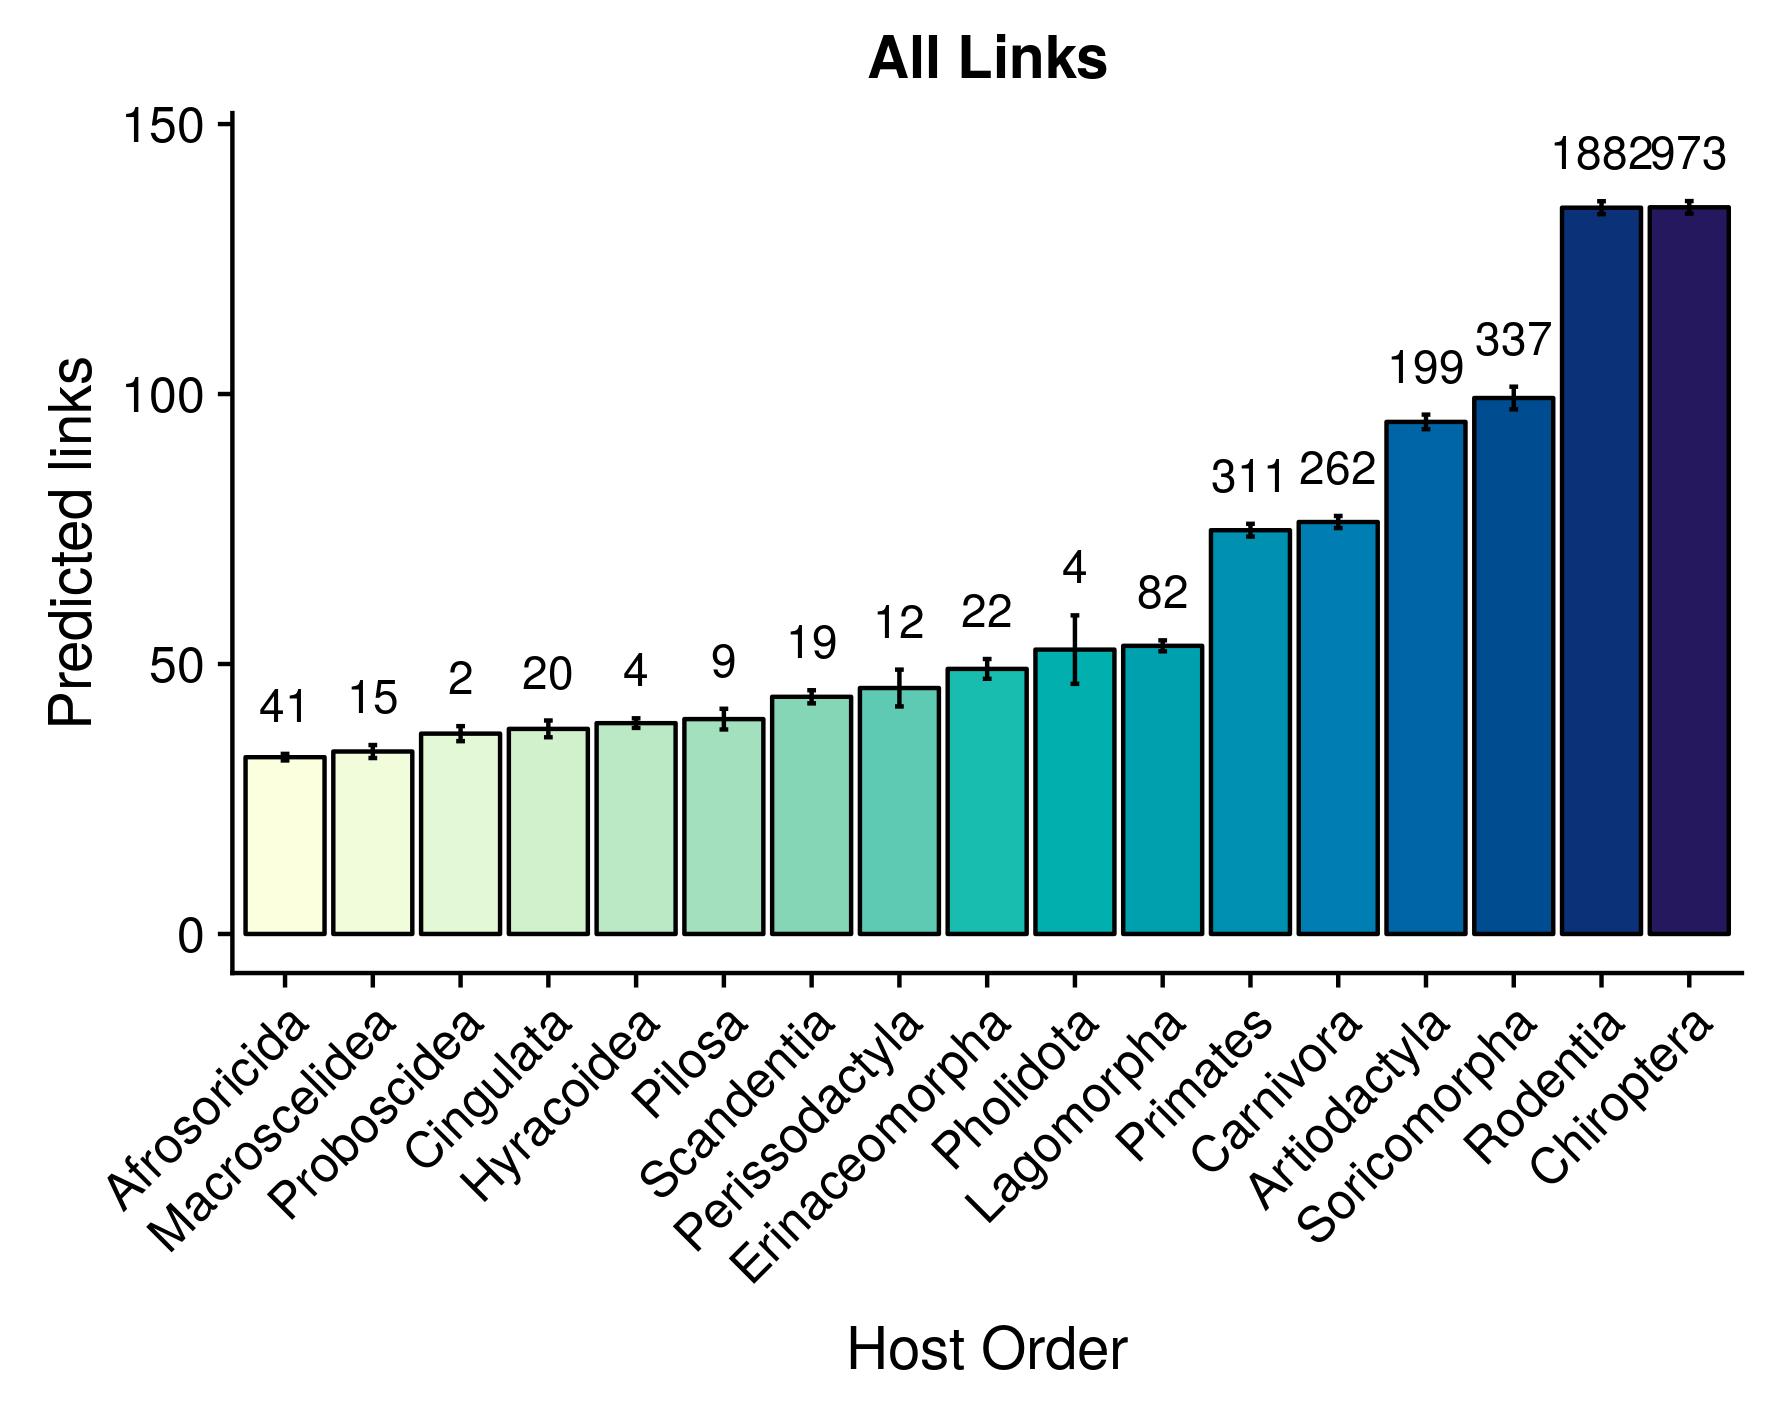 All Links
Predicted links
150
100
50
0
41
15
2
20
4
9
19
12
22
4
82
311
262
199
337
1882
973
Afrosoricida
Macroscelidea
Proboscidea
Cingulata
Hyracoidea
Pilosa
Scandentia
Perissodactyla
Erinaceomorpha
Pholidota
Lagomorpha
Primates
Carnivora
Artiodactyla
Soricomorpha
Rodentia
Chiroptera
Host Order